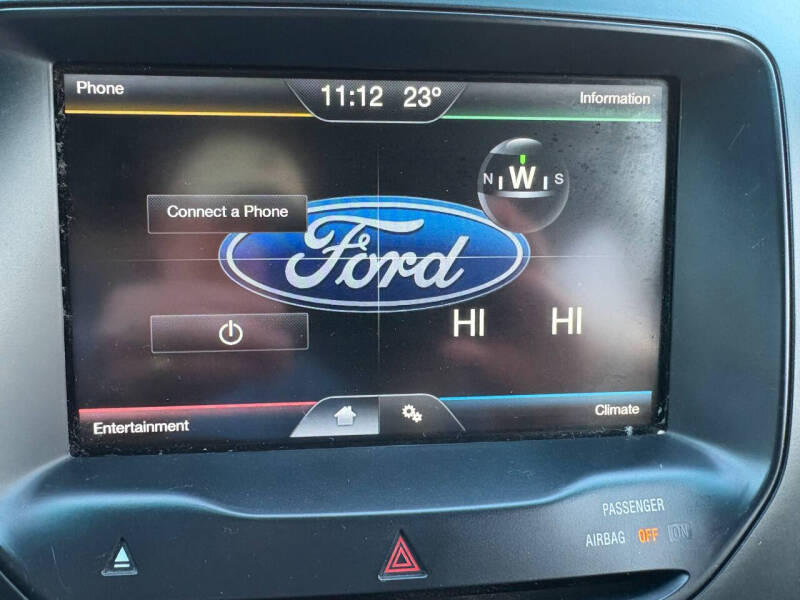 Phone
11:12 23°
Information
N W S
Connect a Phone
Ford
HI HI
Entertainment
Climate
PASSENGER
AIRBAG OFF ON